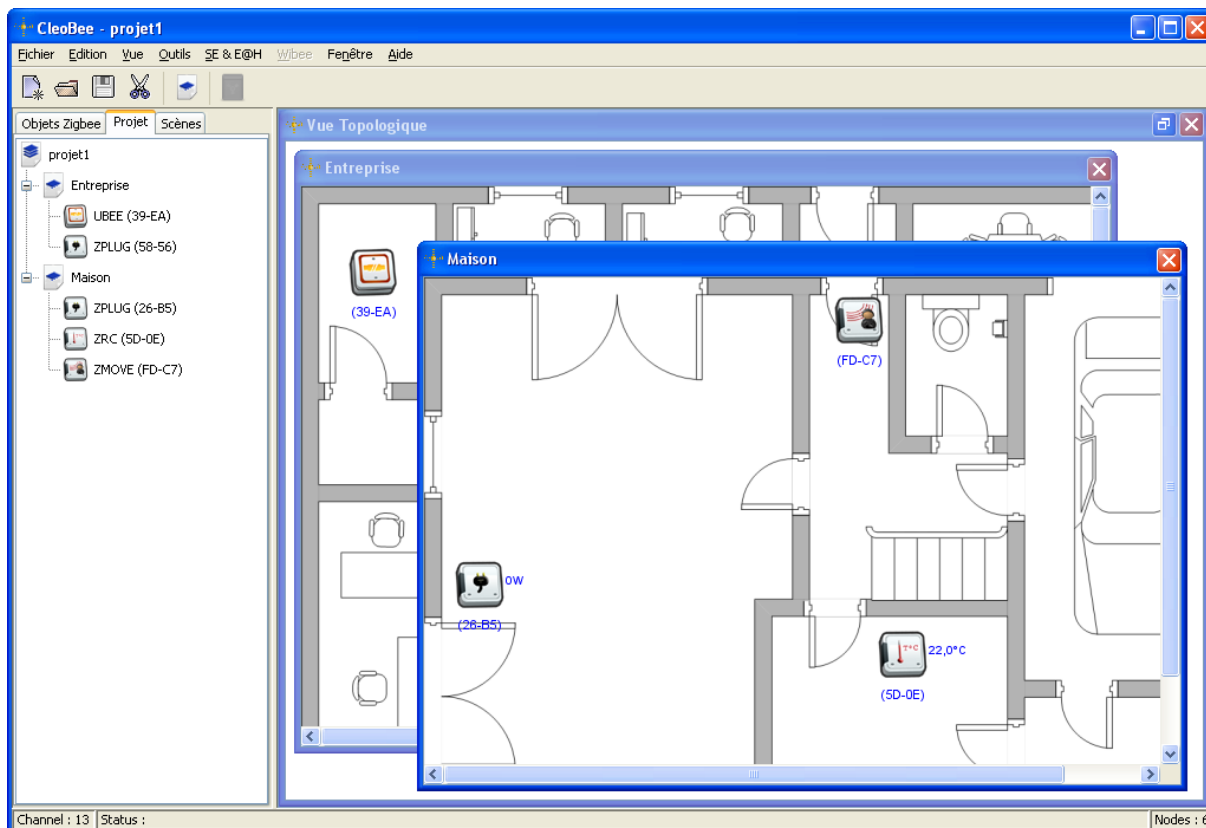 CleoBee - projet1
Fichier Edition Vue Outils SE & E@H Wibee Fenêtre Aide
Objets Zigbee Projet Scènes
projet1
Entreprise
UBEE (39-EA)
ZPLUG (58-56)
Maison
ZPLUG (26-B5)
ZRC (5D-0E)
ZMOVE (FD-C7)
Vue Topologique
Entreprise
(39-EA)
Maison
(FD-C7)
0W
(26-B5)
T°C
22,0°C
(5D-0E)
Channel : 13 Status : Nodes : 6